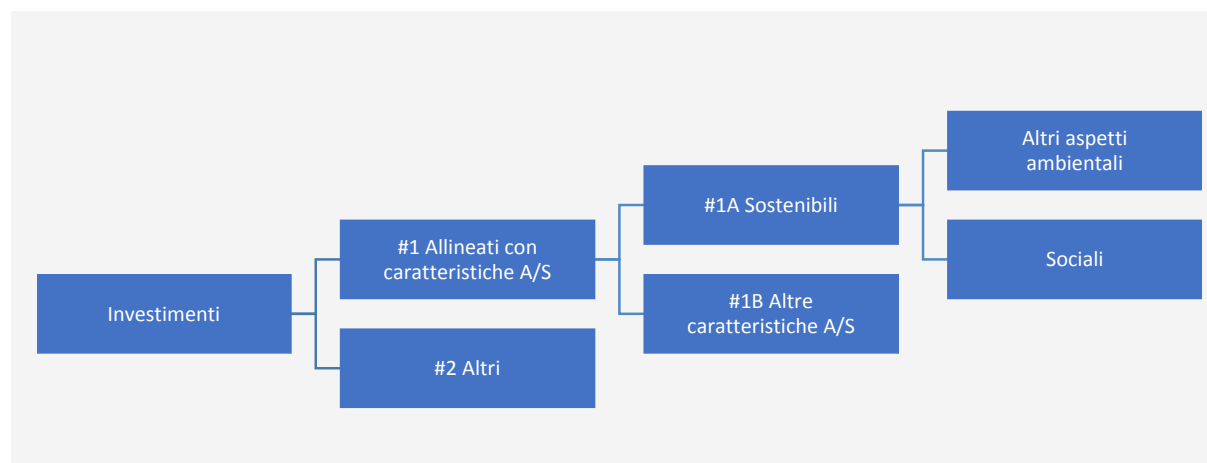 Investimenti
#1 Allineati con
caratteristiche A/S
#2 Altri
#1A Sostenibili
#1B Altre
caratteristiche A/S
Altri aspetti
ambientali
Sociali